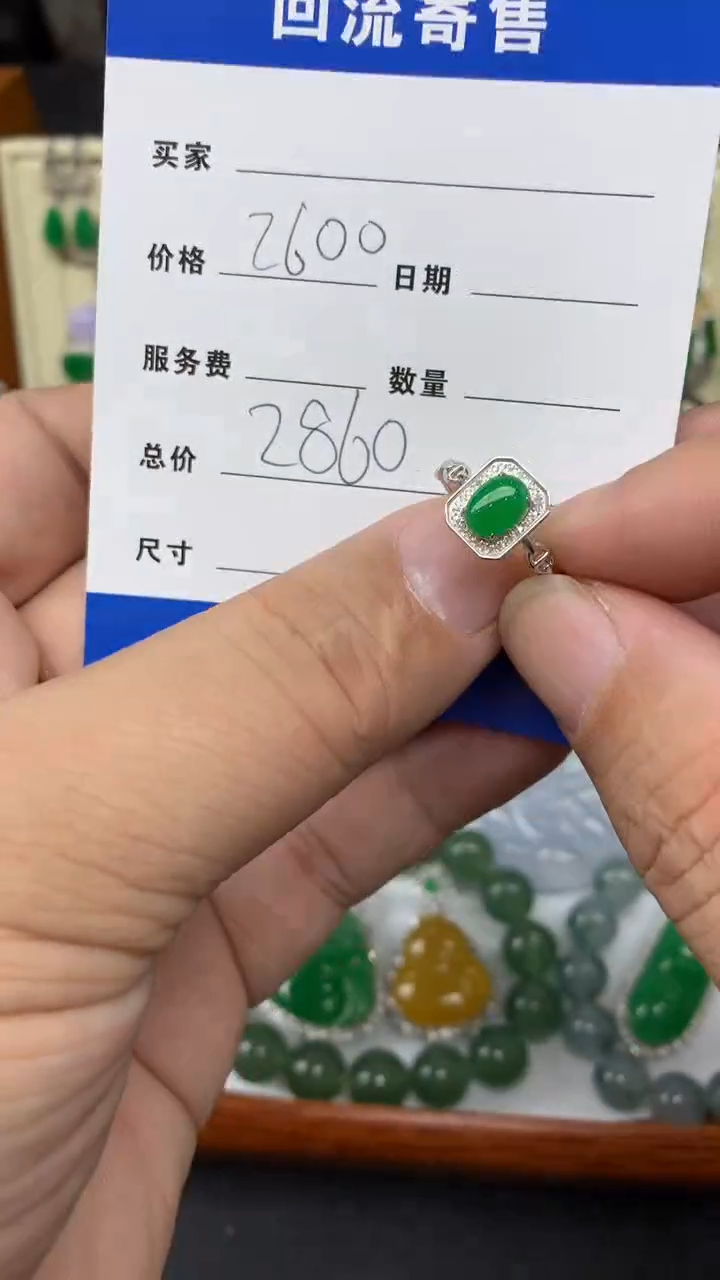 回流寄售
买家
价格 2600 日期
服务费 数量
总价 2860
尺寸